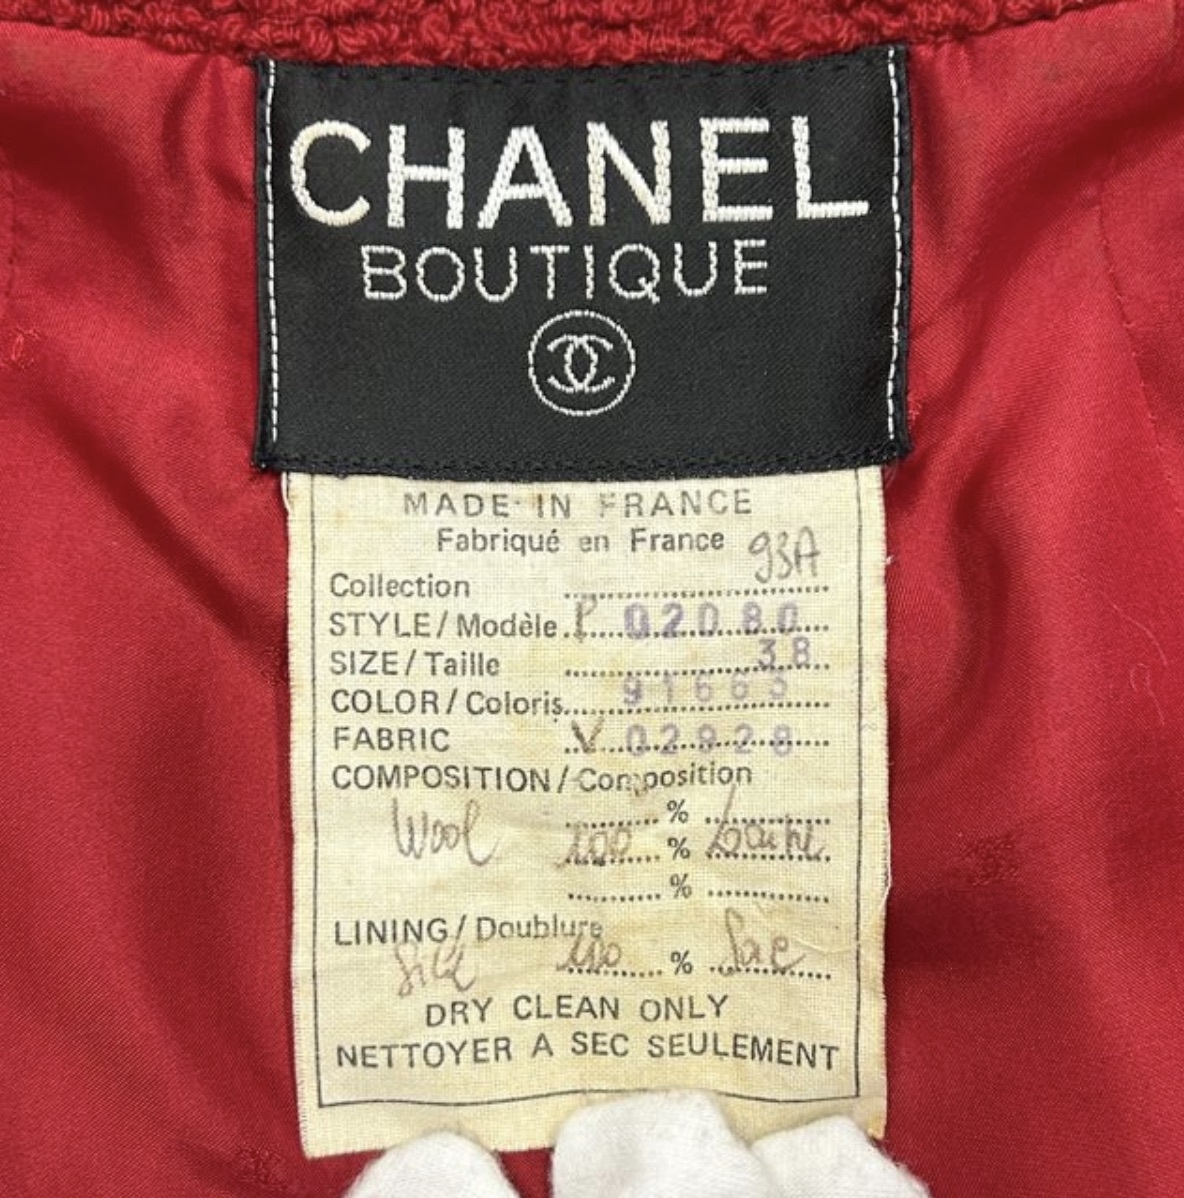 CHANEL
BOUTIQUE
MADE IN FRANCE
Fabriqué en France
Collection 93A
STYLE / Modèle P 02080
SIZE / Taille 38
COLOR / Coloris 91663
FABRIC V 02928
COMPOSITION / Composition
%
Wool 100 %
%
LINING / Doublure
Silk 100 % Soie
DRY CLEAN ONLY
NETTOYER A SEC SEULEMENT